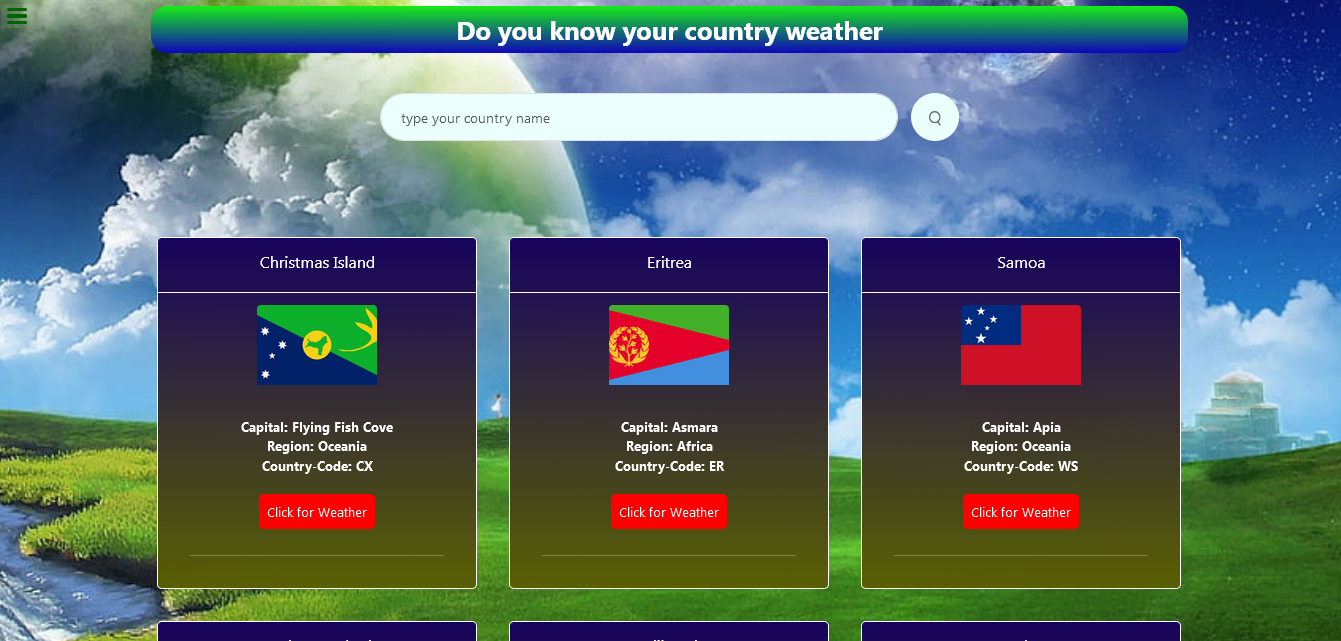 Do you know your country weather
type your country name
Christmas Island
Eritrea
Samoa
Capital: Flying Fish Cove
Region: Oceania
Country-Code: CX
Click for Weather
Capital: Asmara
Region: Africa
Country-Code: ER
Click for Weather
Capital: Apia
Region: Oceania
Country-Code: WS
Click for Weather